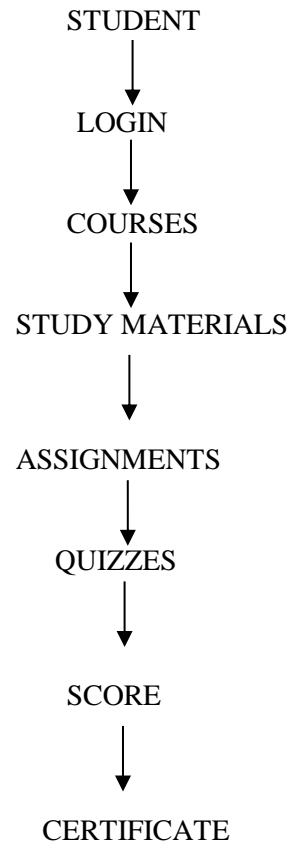 STUDENT
LOGIN
COURSES
STUDY MATERIALS
ASSIGNMENTS
QUIZZES
SCORE
CERTIFICATE